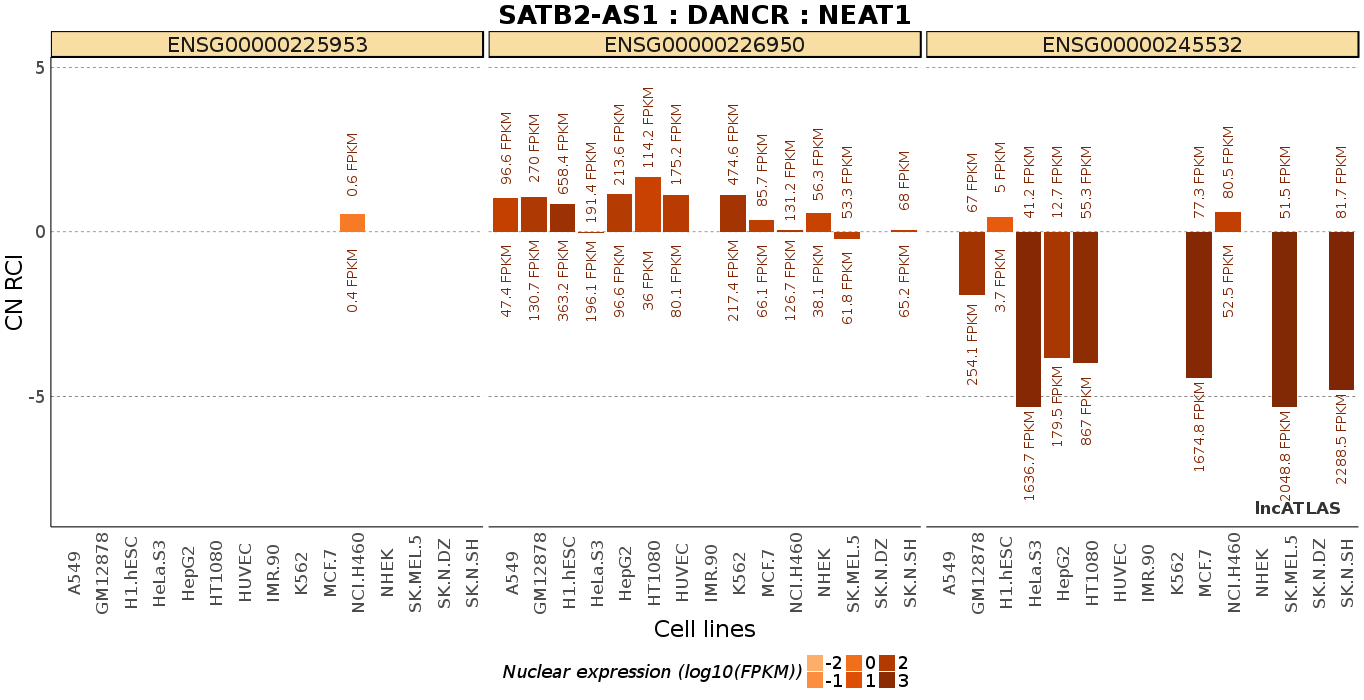 SATB2-AS1 : DANCR : NEAT1
ENSG00000225953
ENSG00000226950
ENSG00000245532
CN RCI
5
0
-5
0.6 FPKM
0.4 FPKM
96.6 FPKM
270 FPKM
658.4 FPKM
191.4 FPKM
213.6 FPKM
114.2 FPKM
175.2 FPKM
474.6 FPKM
85.7 FPKM
131.2 FPKM
56.3 FPKM
53.3 FPKM
68 FPKM
47.4 FPKM
130.7 FPKM
363.2 FPKM
196.1 FPKM
96.6 FPKM
36 FPKM
80.1 FPKM
217.4 FPKM
66.1 FPKM
126.7 FPKM
38.1 FPKM
61.8 FPKM
65.2 FPKM
67 FPKM
5 FPKM
41.2 FPKM
12.7 FPKM
55.3 FPKM
77.3 FPKM
80.5 FPKM
51.5 FPKM
81.7 FPKM
254.1 FPKM
3.7 FPKM
1636.7 FPKM
179.5 FPKM
867 FPKM
1674.8 FPKM
52.5 FPKM
2048.8 FPKM
2288.5 FPKM
lncATLAS
A549
GM12878
H1.hESC
HeLa.S3
HepG2
HT1080
HUVEC
IMR.90
K562
MCF.7
NCI.H460
NHEK
SK.MEL.5
SK.N.DZ
SK.N.SH
A549
GM12878
H1.hESC
HeLa.S3
HepG2
HT1080
HUVEC
IMR.90
K562
MCF.7
NCI.H460
NHEK
SK.MEL.5
SK.N.DZ
SK.N.SH
A549
GM12878
H1.hESC
HeLa.S3
HepG2
HT1080
HUVEC
IMR.90
K562
MCF.7
NCI.H460
NHEK
SK.MEL.5
SK.N.DZ
SK.N.SH
Cell lines
Nuclear expression (log10(FPKM))
-2 0 2
-1 1 3